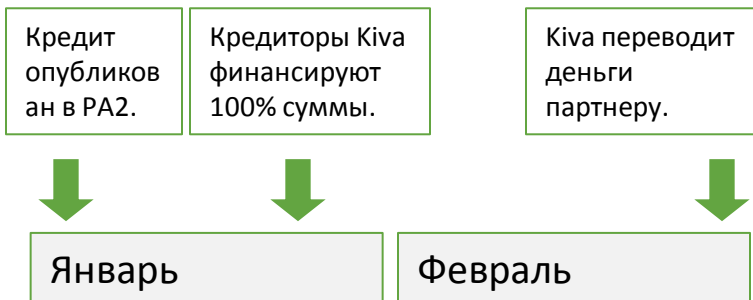 Кредит
опубликов
ан в PA2.
Кредиторы Kiva
финансируют
100% суммы.
Kiva переводит
деньги
партнеру.
Январь
Февраль